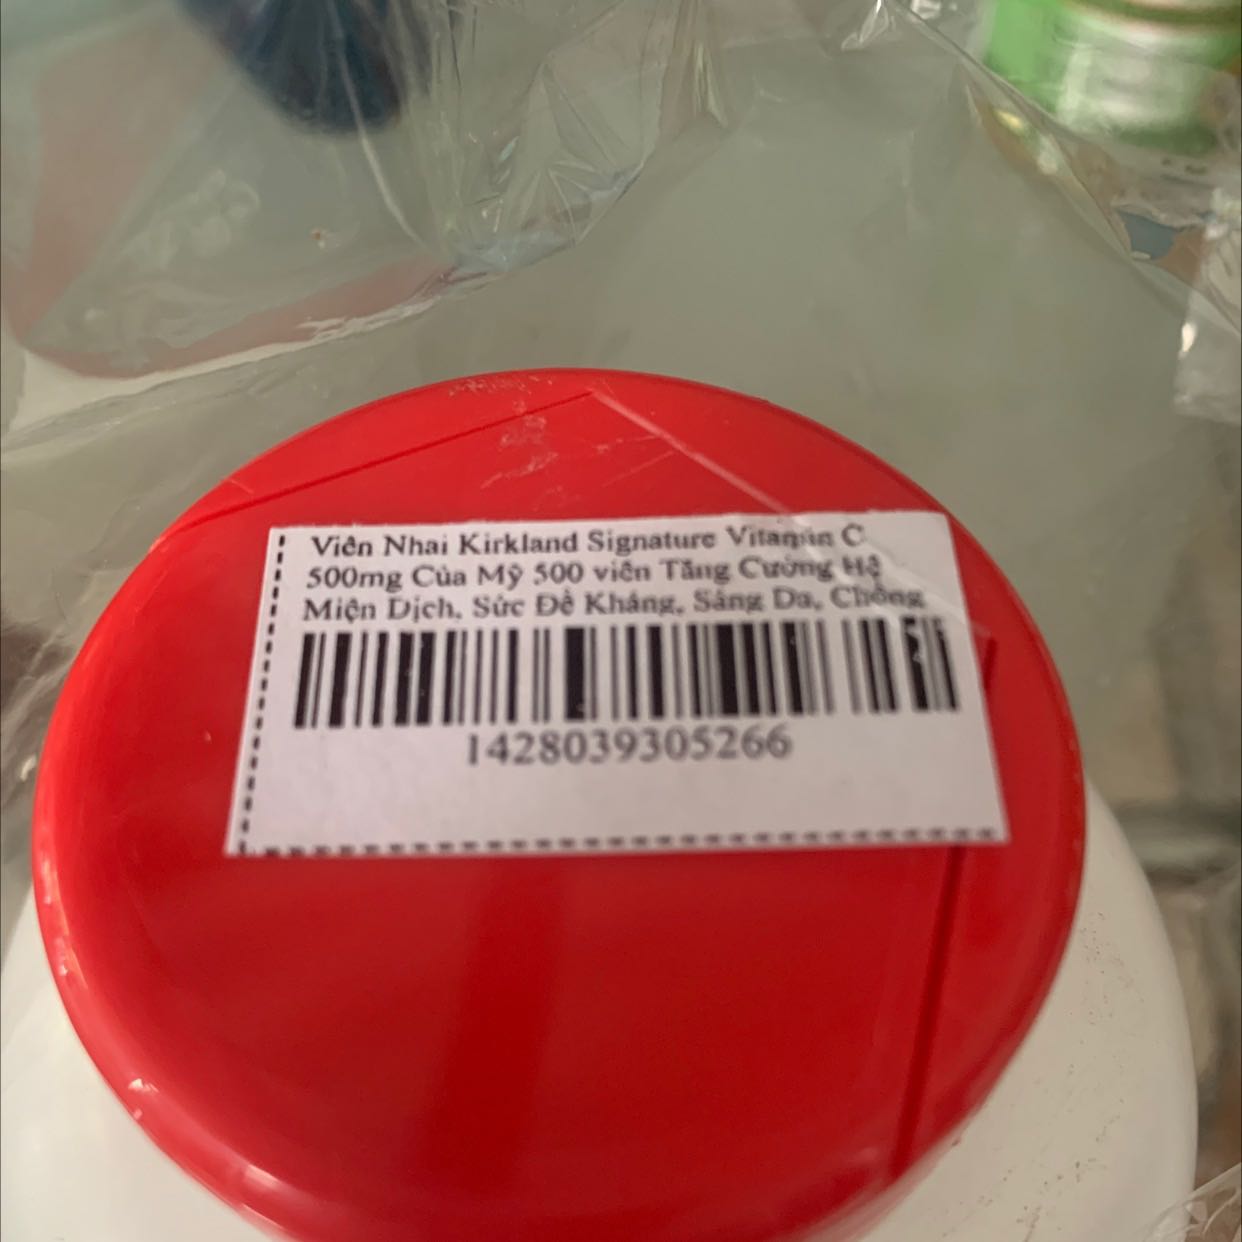 Viên Nhai Kirkland Signature Vitamin C
500mg Của Mỹ 500 viên Tăng Cường Hệ
Miện Dịch, Sức Đề Kháng, Sáng Da, Chống
1428039305266